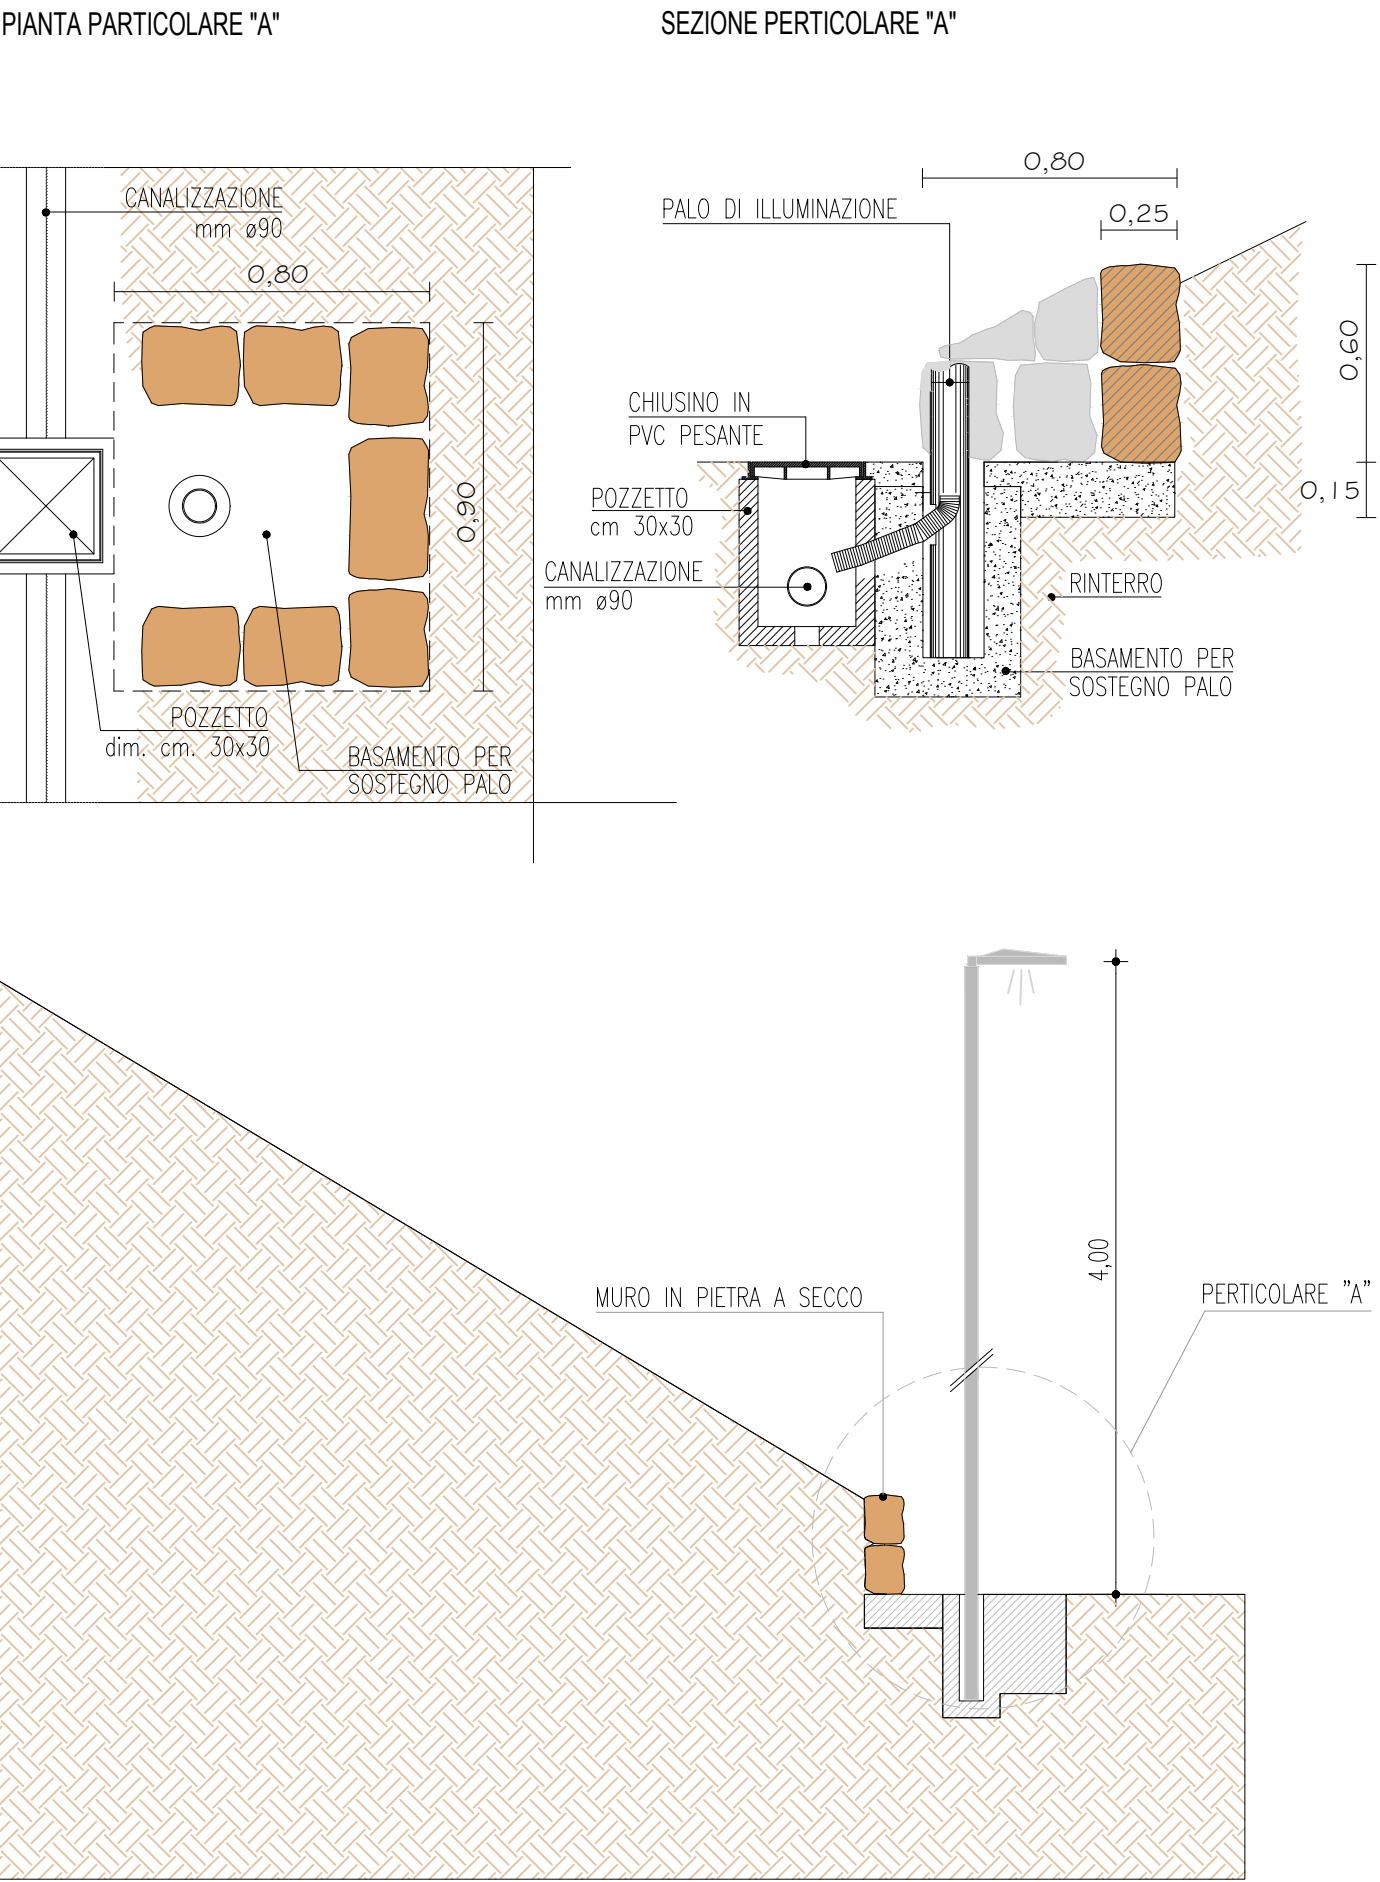 PIANTA PARTICOLARE "A"
SEZIONE PERTICOLARE "A"
CANALIZZAZIONE
mm ø90
0,80
0,90
POZZETTO
dim. cm. 30x30
BASAMENTO PER
SOSTEGNO PALO
0,80
PALO DI ILLUMINAZIONE
0,25
0,60
CHIUSINO IN
PVC PESANTE
POZZETTO
cm 30x30
0,15
CANALIZZAZIONE
mm ø90
RINTERRO
BASAMENTO PER
SOSTEGNO PALO
4,00
MURO IN PIETRA A SECCO
PERTICOLARE "A"